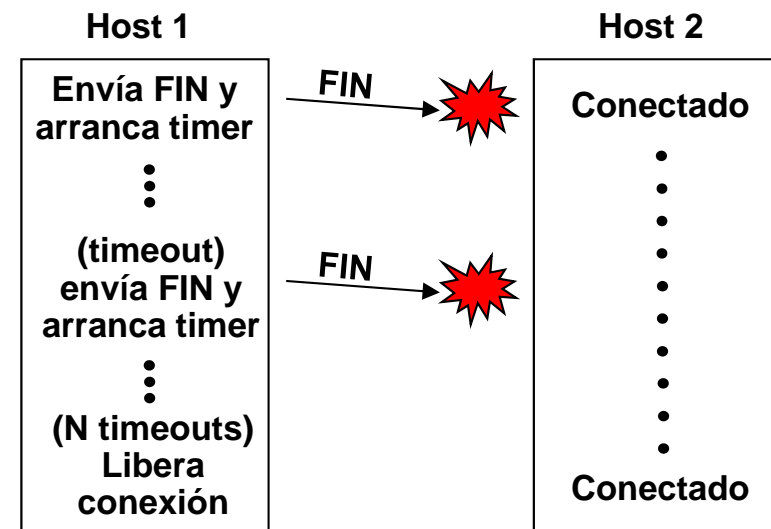 Host 1
Host 2
Envía FIN y
arranca timer
FIN
Conectado
(timeout)
envía FIN y
arranca timer
FIN
(N timeouts)
Libera
conexión
Conectado